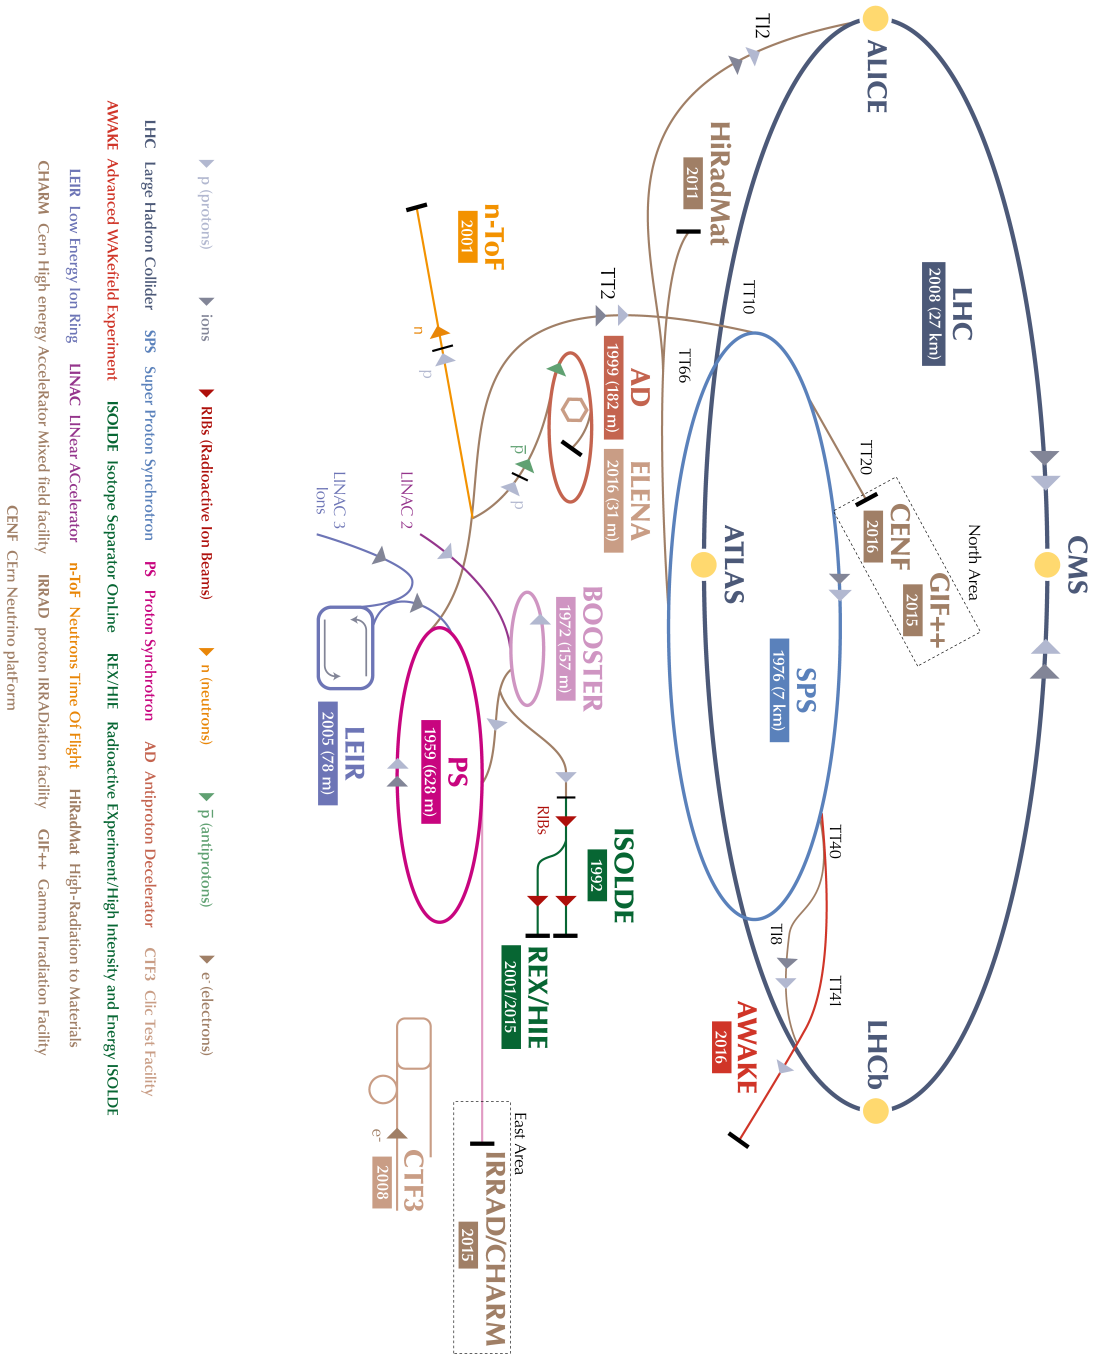 CMS
North Area
LHC
2008 (27 km)
CENF
2016
GIF++
2015
TT20
ALICE
LHCb
TT40
TT41
SPS
1976 (7 km)
TI2
TT10
ATLAS
TI8
AWAKE
2016
HiRadMat
2011
TT66
AD
1999 (182 m)
ELENA
2016 (31 m)
TT2
BOOSTER
1972 (157 m)
ISOLDE
1992
RIBs
REX/HIE
2001/2015
n-ToF
2001
p̅
p
n
p
East Area
IRRAD/CHARM
2015
PS
1959 (628 m)
LINAC 2
CTF3
2008
e-
LINAC 3
Ions
LEIR
2005 (78 m)
p (protons) ions RIBs (Radioactive Ion Beams) n (neutrons) p̅ (antiprotons) e- (electrons)
LHC Large Hadron Collider SPS Super Proton Synchrotron PS Proton Synchrotron AD Antiproton Decelerator CTF3 Clic Test Facility
AWAKE Advanced WAKefield Experiment ISOLDE Isotope Separator OnLine REX/HIE Radioactive EXperiment/High Intensity and Energy ISOLDE
LEIR Low Energy Ion Ring LINAC LINear ACcelerator n-ToF Neutrons Time Of Flight HiRadMat High-Radiation to Materials
CHARM Cern High energy AcceleRator Mixed field facility IRRAD proton IRRADiation facility GIF++ Gamma Irradiation Facility
CENF CErn Neutrino platForm